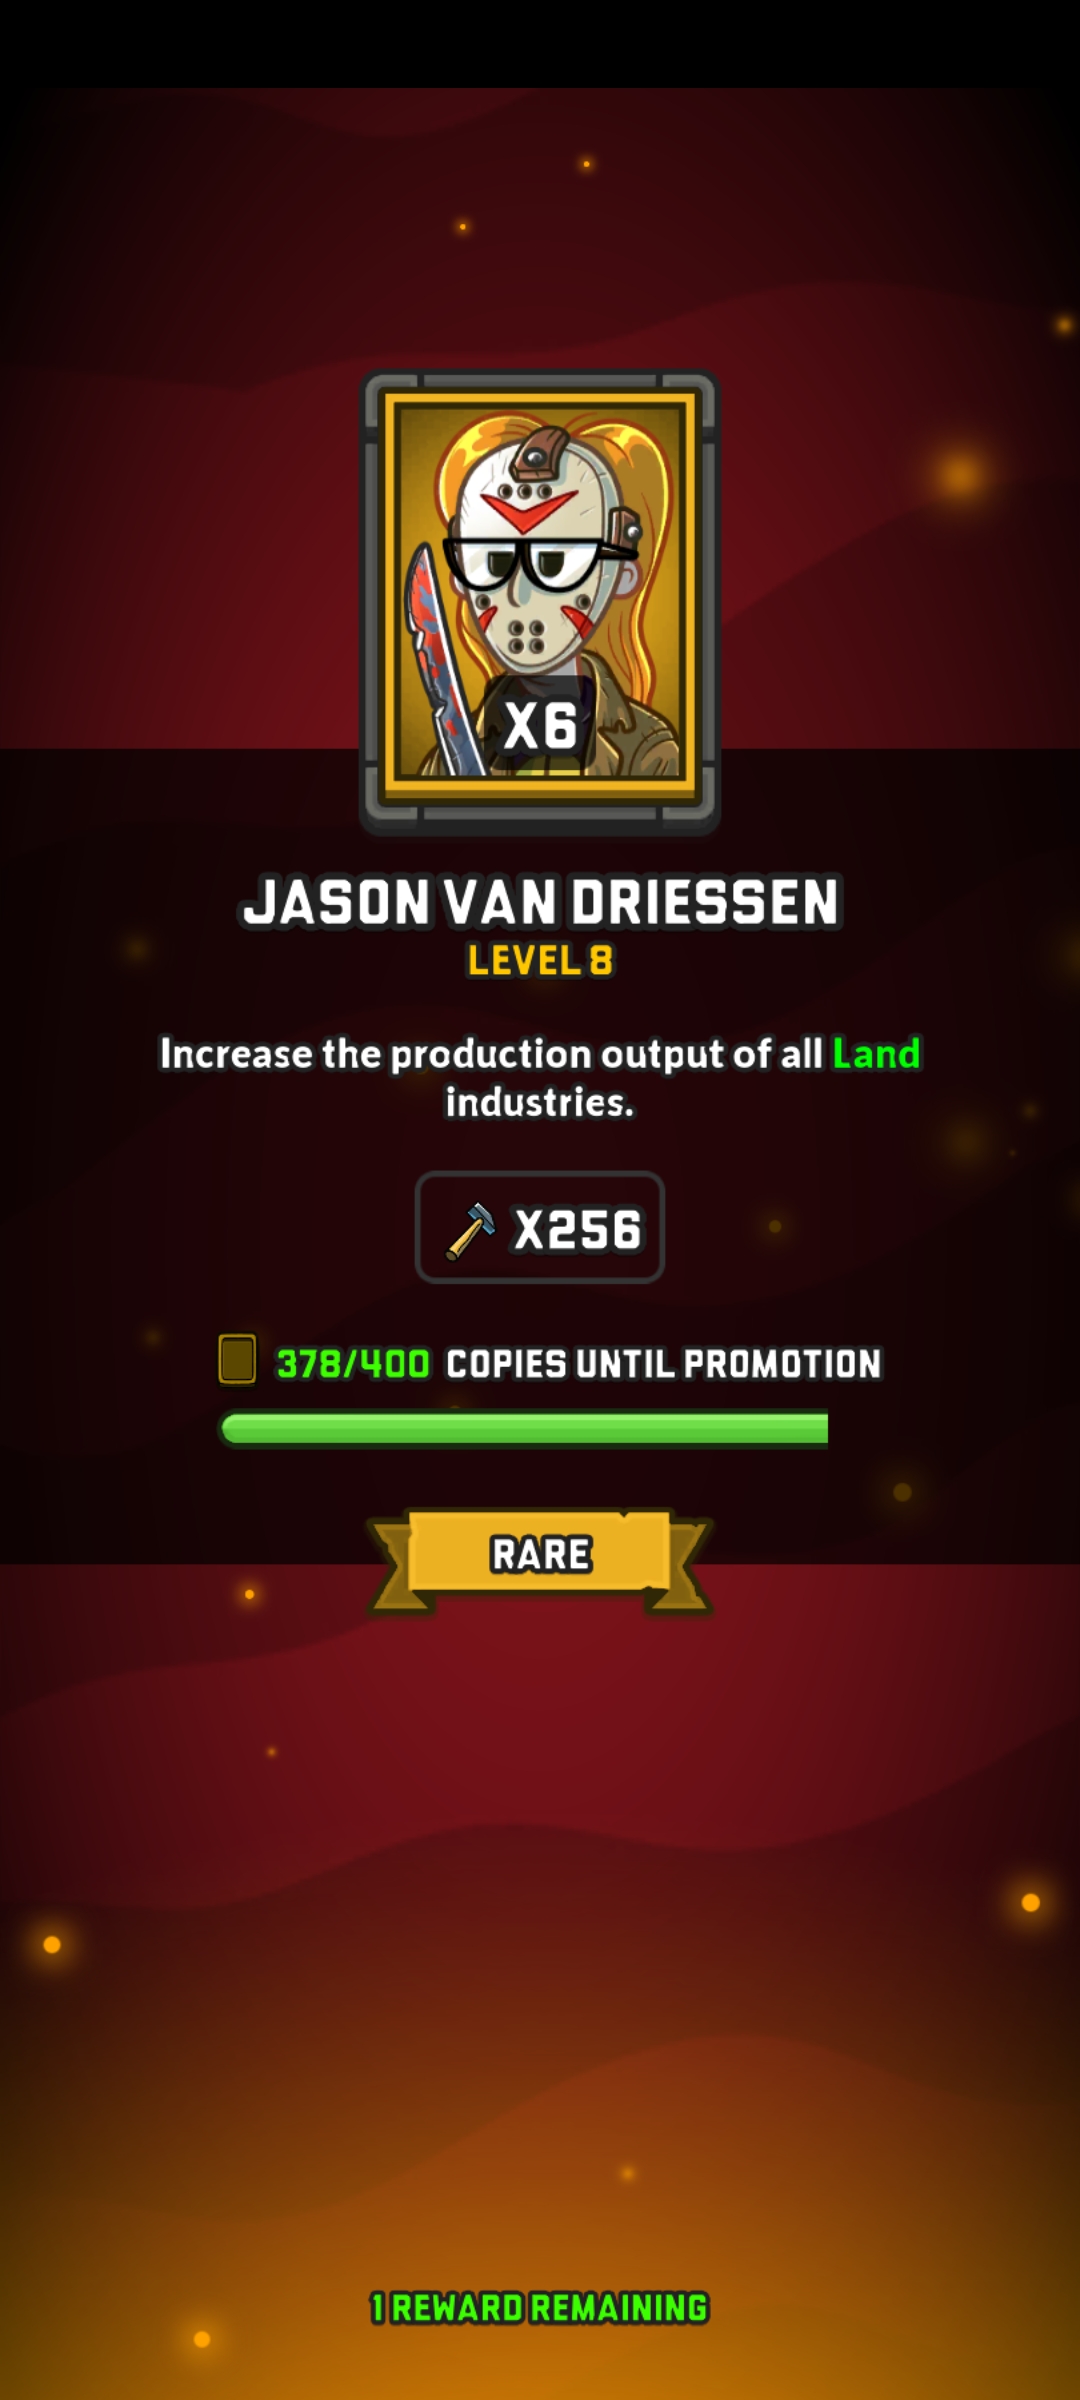 X6
JASON VAN DRIESSEN
LEVEL 8
Increase the production output of all Land
industries.
X256
378/400 COPIES UNTIL PROMOTION
RARE
1 REWARD REMAINING